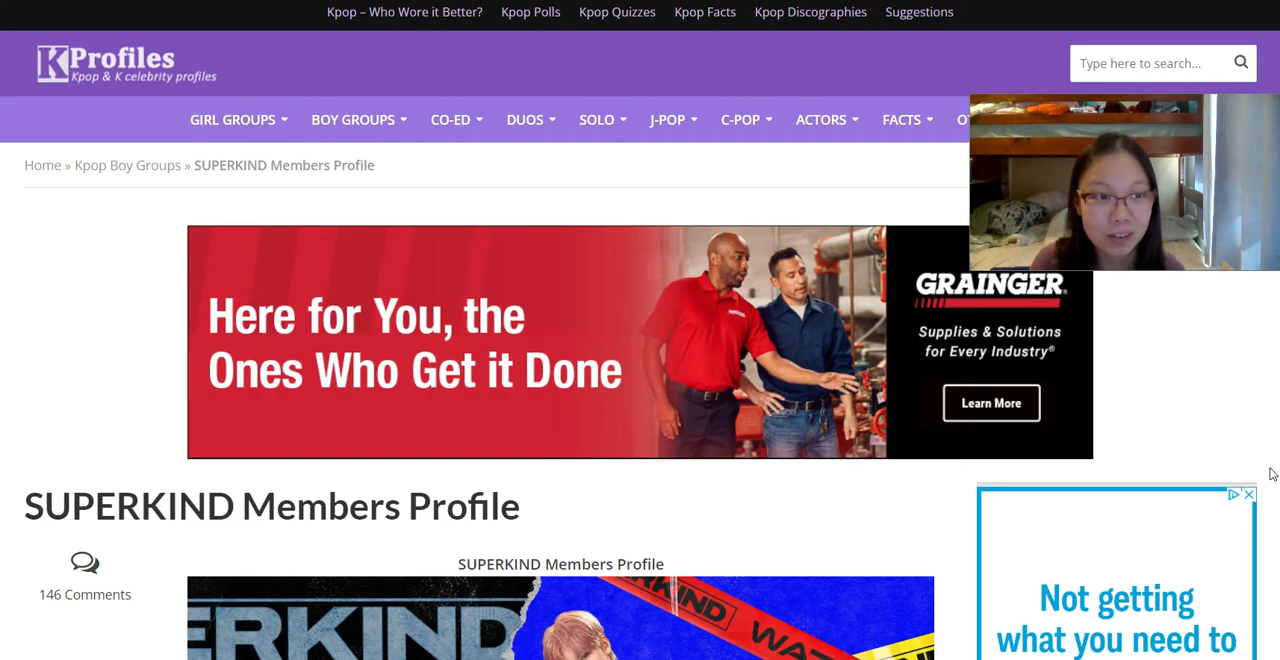 Kpop – Who Wore it Better? Kpop Polls Kpop Quizzes Kpop Facts Kpop Discographies Suggestions
KProfiles
Kpop & K celebrity profiles
Type here to search...
GIRL GROUPS BOY GROUPS CO-ED DUOS SOLO J-POP C-POP ACTORS FACTS
Home » Kpop Boy Groups » SUPERKIND Members Profile
Here for You, the
Ones Who Get it Done
GRAINGER
Supplies & Solutions
for Every Industry®
Learn More
SUPERKIND Members Profile
146 Comments
SUPERKIND Members Profile
ERKIND
RKIND
Not getting
what you need to